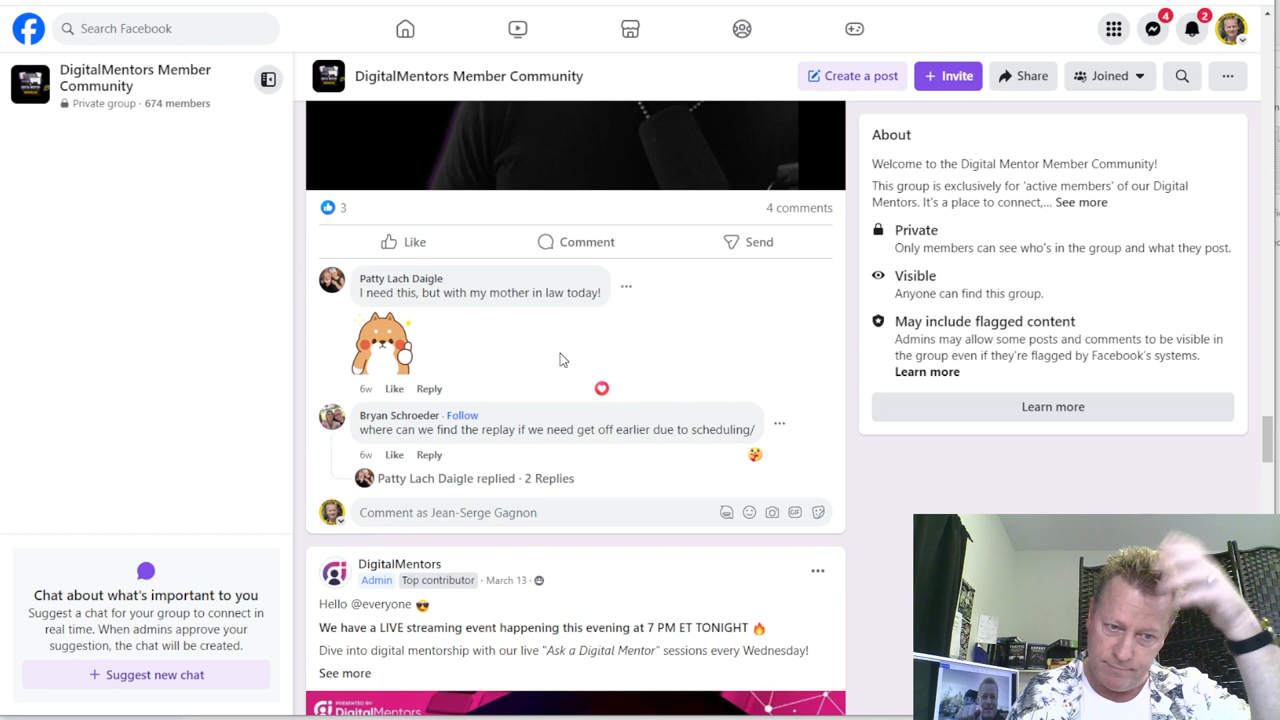 Search Facebook
4
2
DigitalMentors Member
Community
Private group · 674 members
DigitalMentors Member Community
Create a post
+ Invite
Share
Joined
3
4 comments
Like
Comment
Send
Patty Lach Daigle
I need this, but with my mother in law today!
6w Like Reply
Bryan Schroeder · Follow
where can we find the replay if we need get off earlier due to scheduling/
6w Like Reply
Patty Lach Daigle replied · 2 Replies
Comment as Jean-Serge Gagnon
GIF
DigitalMentors
Admin Top contributor · March 13 ·
Hello @everyone
We have a LIVE streaming event happening this evening at 7 PM ET TONIGHT
Dive into digital mentorship with our live "Ask a Digital Mentor" sessions every Wednesday!
See more
PRESENTED BY
DigitalMentors
About
Welcome to the Digital Mentor Member Community!
This group is exclusively for 'active members' of our Digital
Mentors. It's a place to connect,... See more
Private
Only members can see who's in the group and what they post.
Visible
Anyone can find this group.
May include flagged content
Admins may allow some posts and comments to be visible in
the group even if they're flagged by Facebook's systems.
Learn more
Learn more
Chat about what's important to you
Suggest a chat for your group to connect in
real time. When admins approve your
suggestion, the chat will be created.
+ Suggest new chat